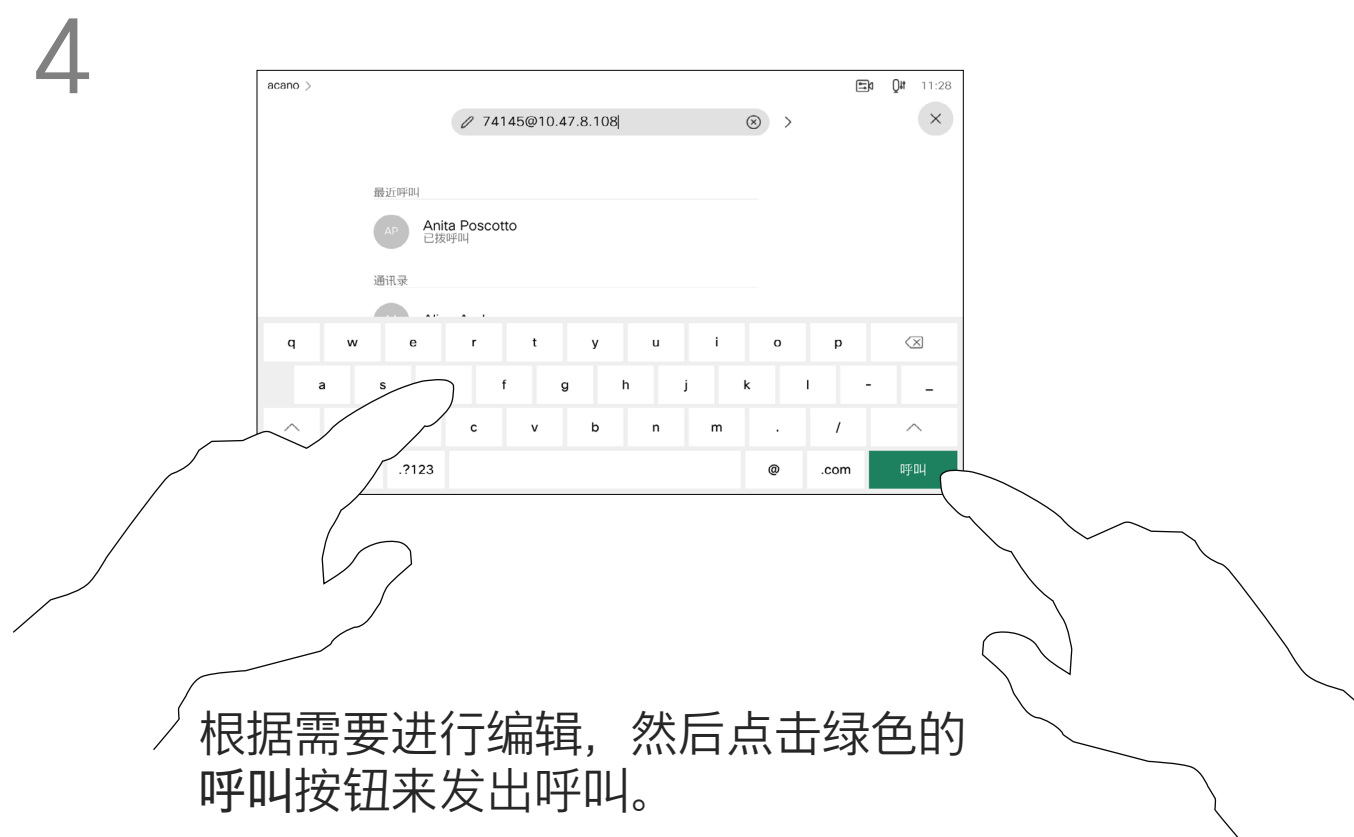 4
acano >
11:28
74145@10.47.8.108
最近呼叫
AP
Anita Poscotto
已拨呼叫
通讯录
q w e r t y u i o p
a s f g h j k l - _
c v b n m . /
.?123 @ .com 呼叫
根据需要进行编辑，然后点击绿色的
呼叫按钮来发出呼叫。